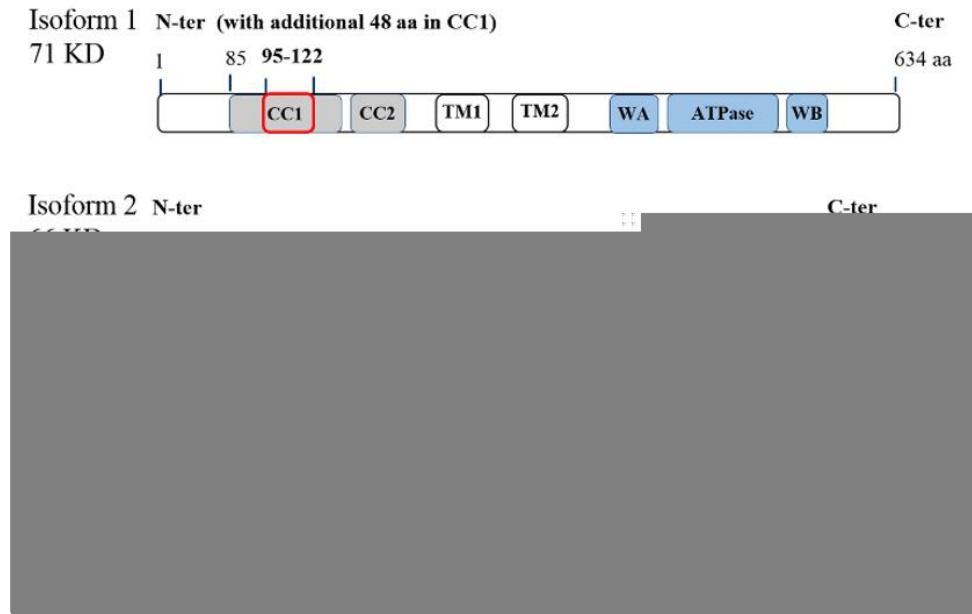 Isoform 1 N-ter (with additional 48 aa in CC1) C-ter
71 KD 1 85 95-122 634 aa
CC1 CC2 TM1 TM2 WA ATPase WB
Isoform 2 N-ter C-ter